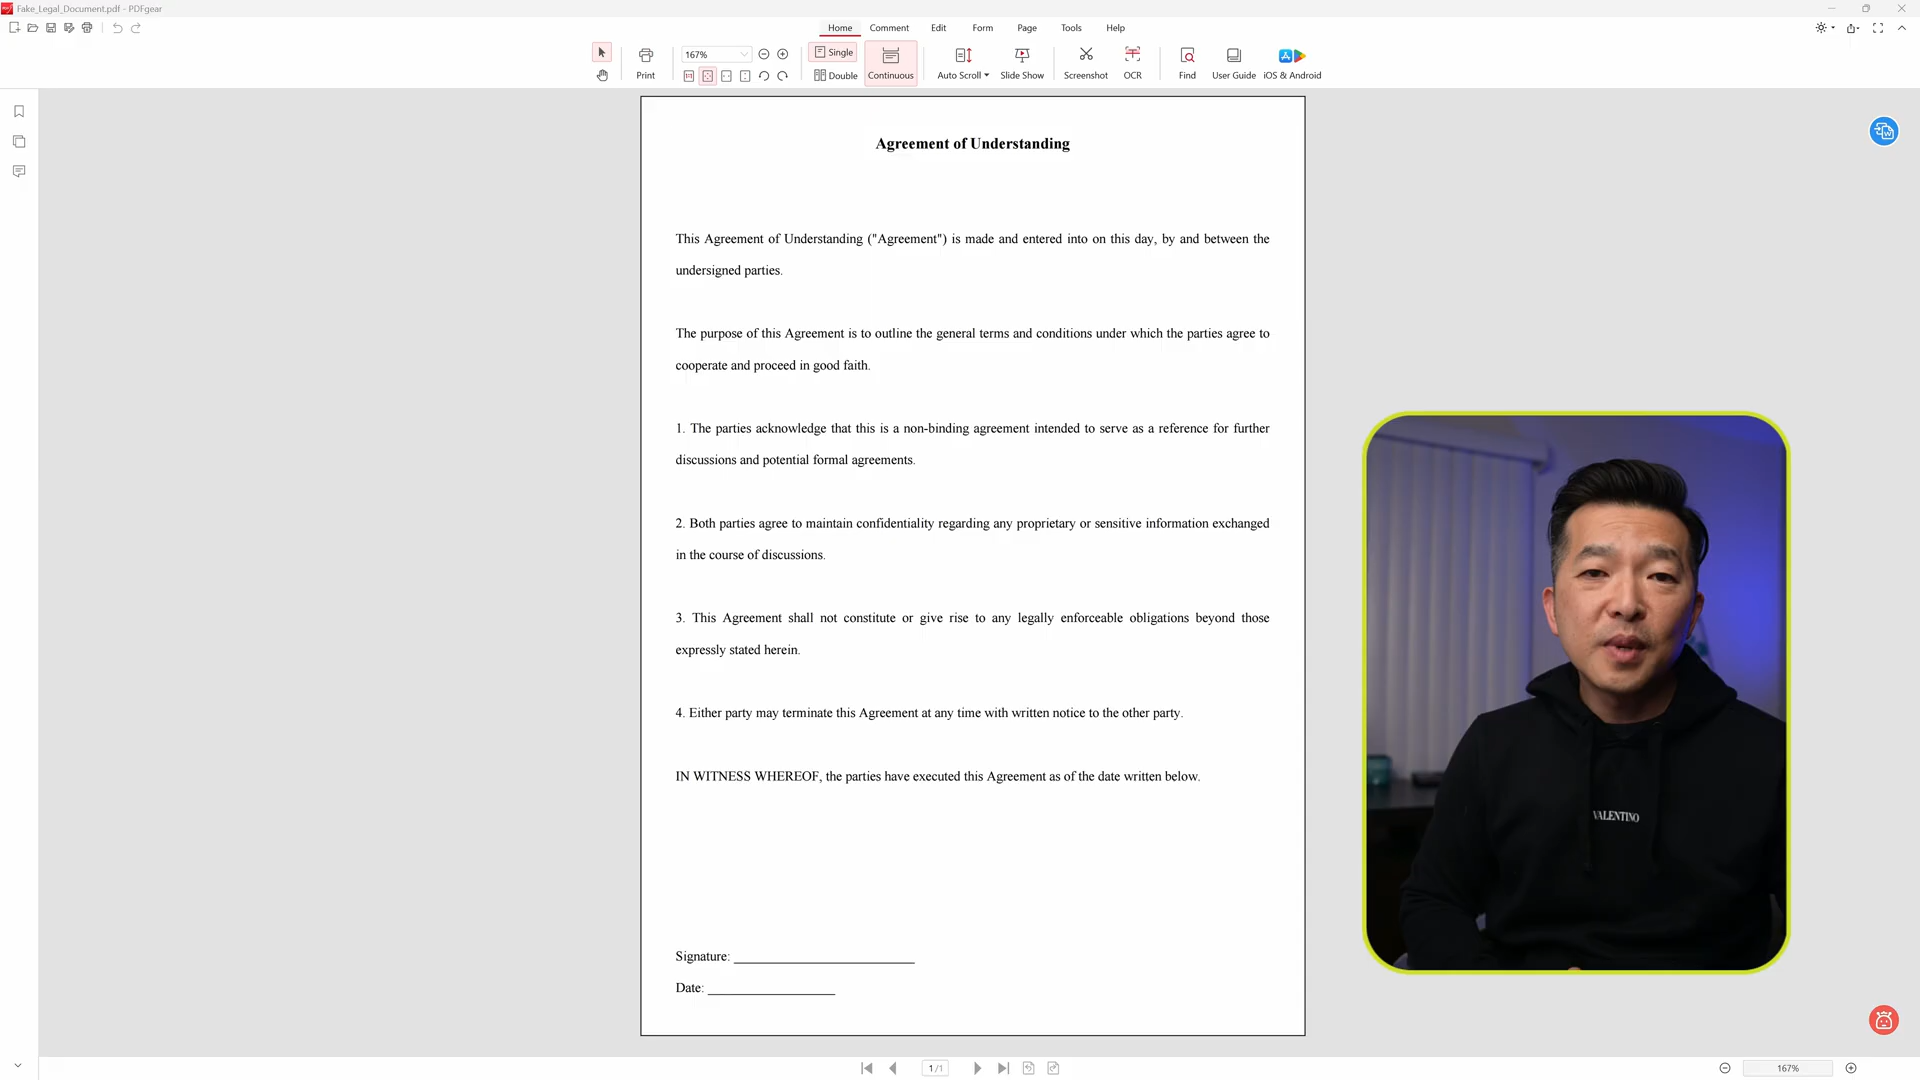 Fake_Legal_Document.pdf - PDFgear
Home Comment Edit Form Page Tools Help
167% Single
Print Double Continuous Auto Scroll Slide Show Screenshot OCR Find User Guide iOS & Android
Agreement of Understanding
This Agreement of Understanding ("Agreement") is made and entered into on this day, by and between the
undersigned parties.
The purpose of this Agreement is to outline the general terms and conditions under which the parties agree to
cooperate and proceed in good faith.
1. The parties acknowledge that this is a non-binding agreement intended to serve as a reference for further
discussions and potential formal agreements.
2. Both parties agree to maintain confidentiality regarding any proprietary or sensitive information exchanged
in the course of discussions.
3. This Agreement shall not constitute or give rise to any legally enforceable obligations beyond those
expressly stated herein.
4. Either party may terminate this Agreement at any time with written notice to the other party.
IN WITNESS WHEREOF, the parties have executed this Agreement as of the date written below.
VALENTINO
Signature: __________________________
Date: ___________________
1/1
167%